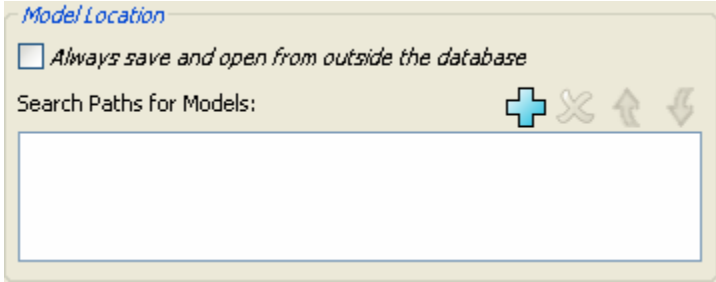 Model Location
Always save and open from outside the database
Search Paths for Models: